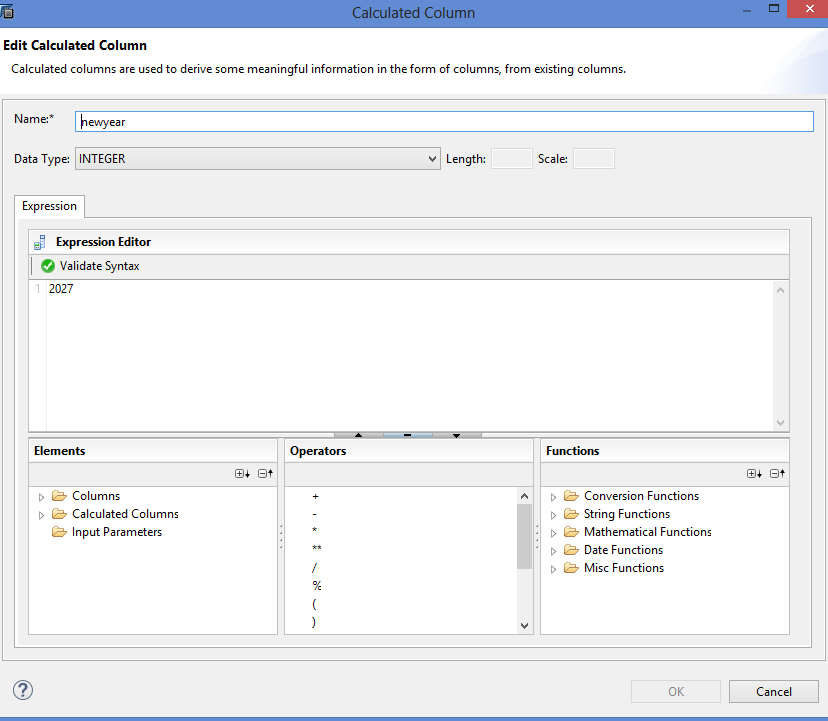 Calculated Column
Edit Calculated Column
Calculated columns are used to derive some meaningful information in the form of columns, from existing columns.
Name:* newyear
Data Type: INTEGER Length: Scale:
Expression
Expression Editor
Validate Syntax
1 2027
Elements Operators Functions
Columns + Conversion Functions
Calculated Columns - String Functions
Input Parameters * Mathematical Functions
** Date Functions
/ Misc Functions
%
(
)
? OK Cancel